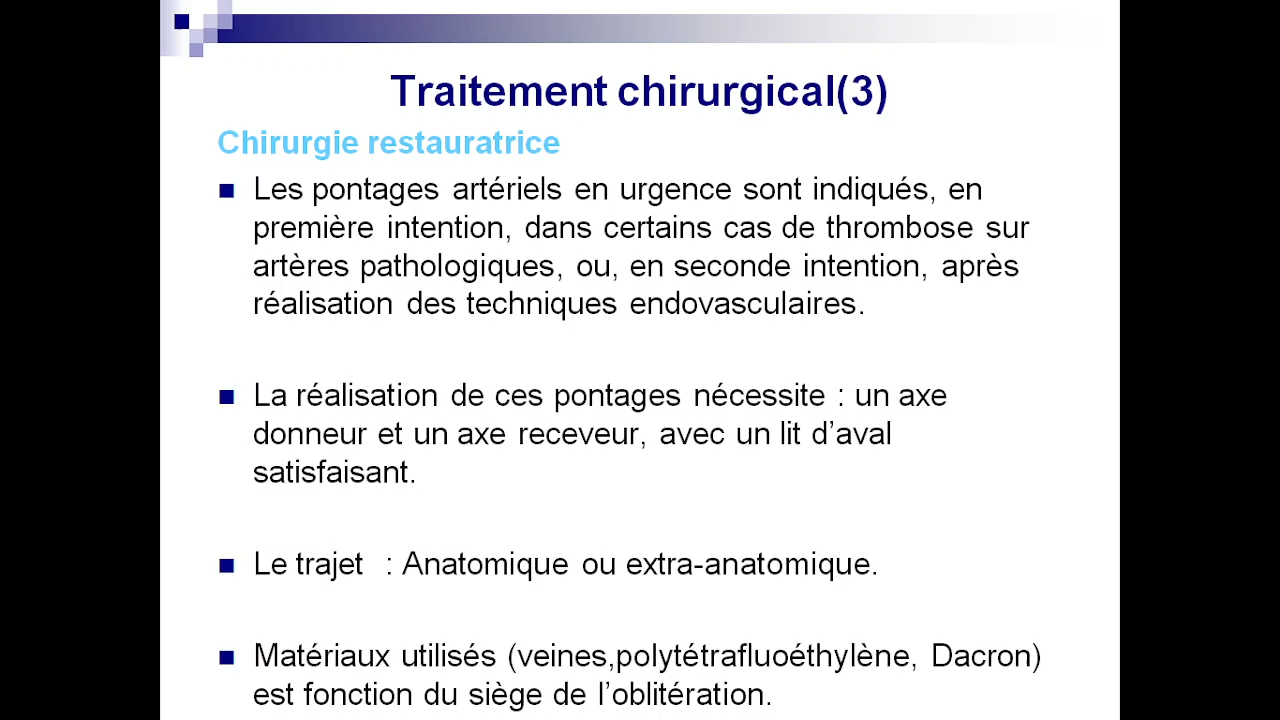 Traitement chirurgical(3)
Chirurgie restauratrice
Les pontages artériels en urgence sont indiqués, en
première intention, dans certains cas de thrombose sur
artères pathologiques, ou, en seconde intention, après
réalisation des techniques endovasculaires.
La réalisation de ces pontages nécessite : un axe
donneur et un axe receveur, avec un lit d’aval
satisfaisant.
Le trajet : Anatomique ou extra-anatomique.
Matériaux utilisés (veines,polytétrafluoéthylène, Dacron)
est fonction du siège de l’oblitération.